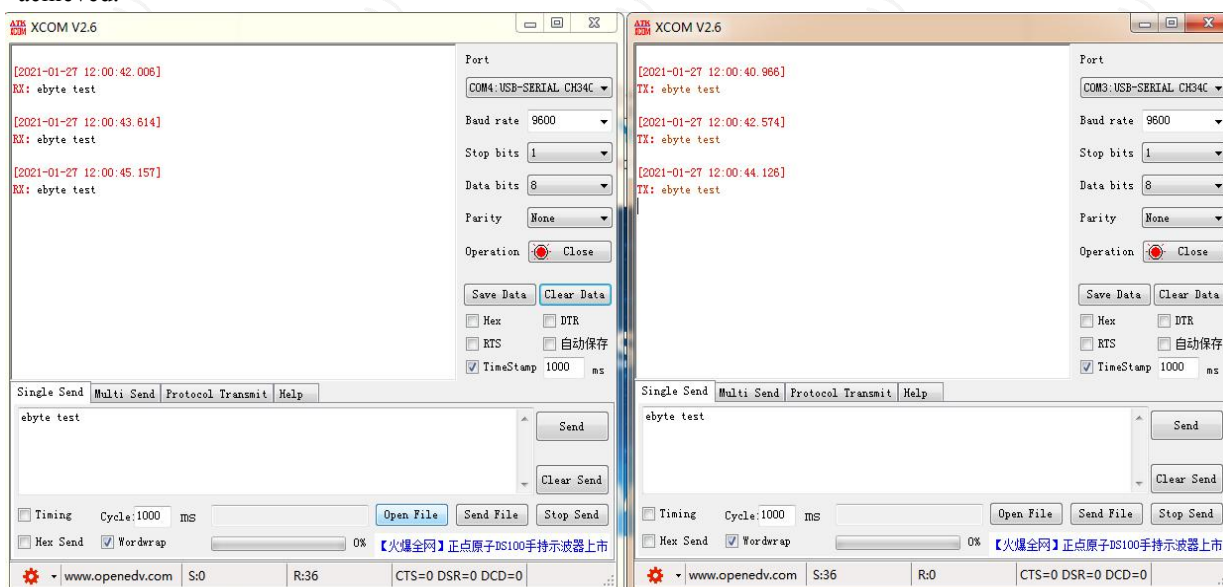 achieved.
XCOM V2.6
[2021-01-27 12:00:42.006]
RX: ebyte test
[2021-01-27 12:00:43.614]
RX: ebyte test
[2021-01-27 12:00:45.157]
RX: ebyte test
Port
COM4:USB-SERIAL CH34C
Baud rate 9600
Stop bits 1
Data bits 8
Parity None
Operation Close
Save Data Clear Data
Hex DTR
RTS 自动保存
TimeStamp 1000 ms
Single Send Multi Send Protocol Transmit Help
ebyte test
Send
Clear Send
Timing Cycle:1000 ms Open File Send File Stop Send
Hex Send Wordwrap 0% 【火爆全网】正点原子DS100手持示波器上市
www.openedv.com S:0 R:36 CTS=0 DSR=0 DCD=0
XCOM V2.6
[2021-01-27 12:00:40.966]
TX: ebyte test
[2021-01-27 12:00:42.574]
TX: ebyte test
[2021-01-27 12:00:44.126]
TX: ebyte test
Port
COM3:USB-SERIAL CH34C
Baud rate 9600
Stop bits 1
Data bits 8
Parity None
Operation Close
Save Data Clear Data
Hex DTR
RTS 自动保存
TimeStamp 1000 ms
Single Send Multi Send Protocol Transmit Help
ebyte test
Send
Clear Send
Timing Cycle:1000 ms Open File Send File Stop Send
Hex Send Wordwrap 0% 【火爆全网】正点原子DS100手持示波器上市
www.openedv.com S:36 R:0 CTS=0 DSR=0 DCD=0